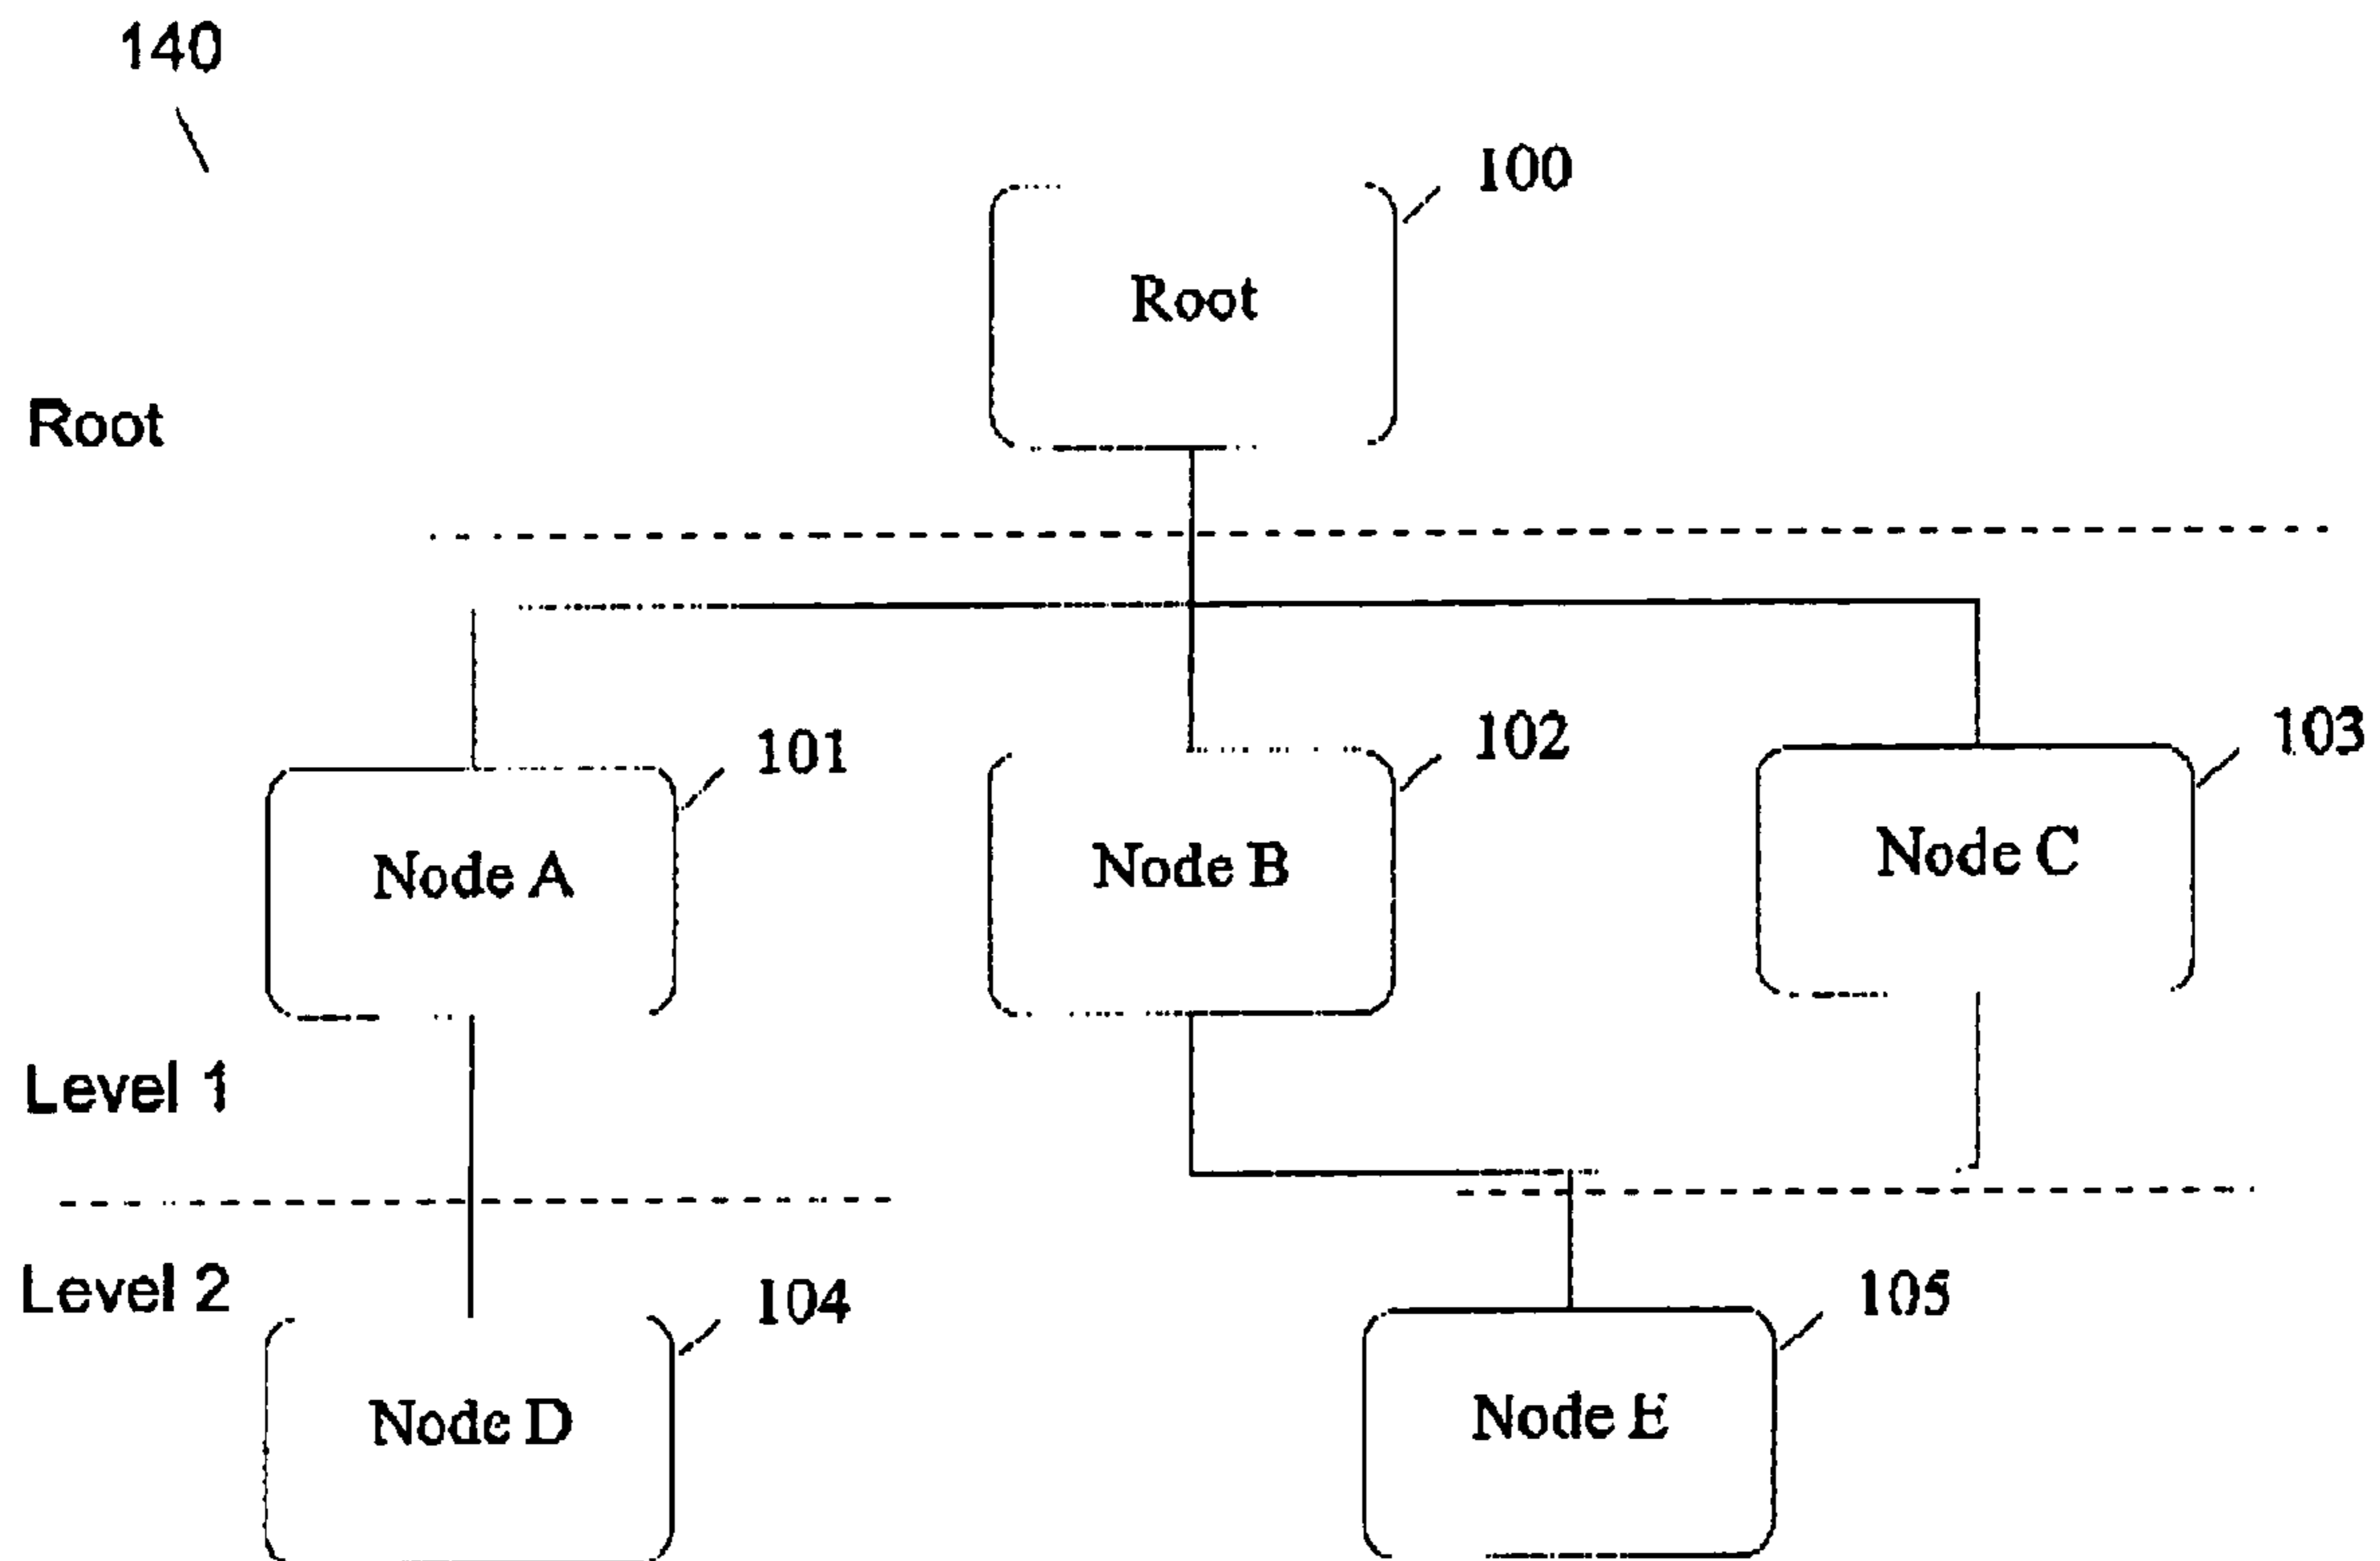 140
100
Root
Root
101
102
103
Node A
Node B
Node C
Level 1
Level 2
104
105
Node D
Node E